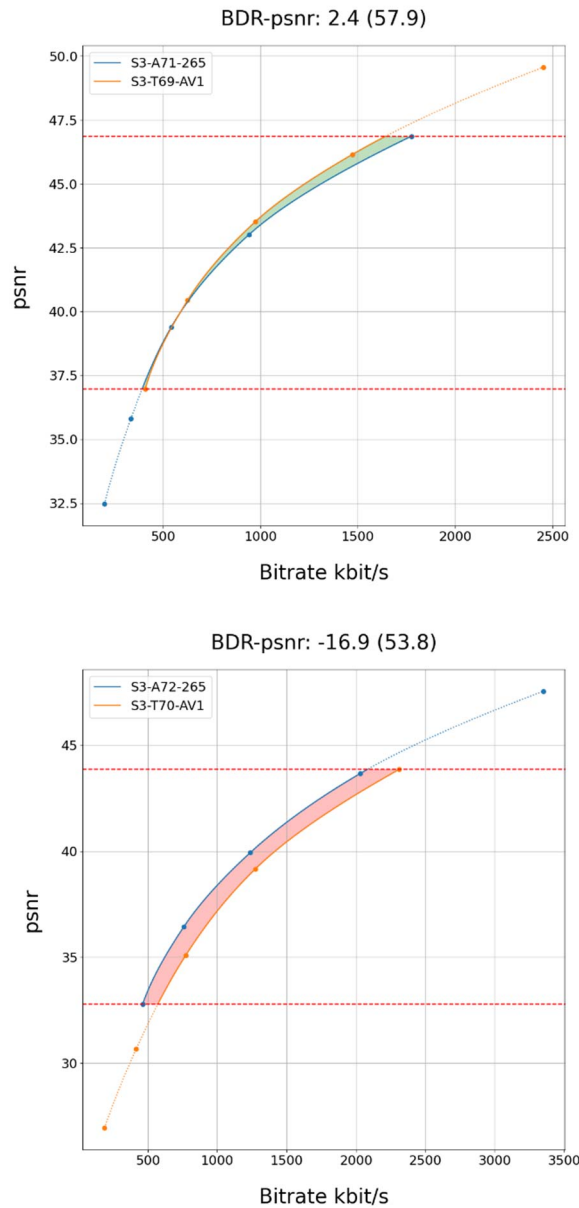 BDR-psnr: 2.4 (57.9)
S3-A71-265
S3-T69-AV1
50.0
47.5
45.0
42.5
40.0
37.5
35.0
32.5
psnr
500
1000
1500
2000
2500
Bitrate kbit/s
BDR-psnr: -16.9 (53.8)
S3-A72-265
S3-T70-AV1
45
40
35
30
psnr
500
1000
1500
2000
2500
3000
3500
Bitrate kbit/s